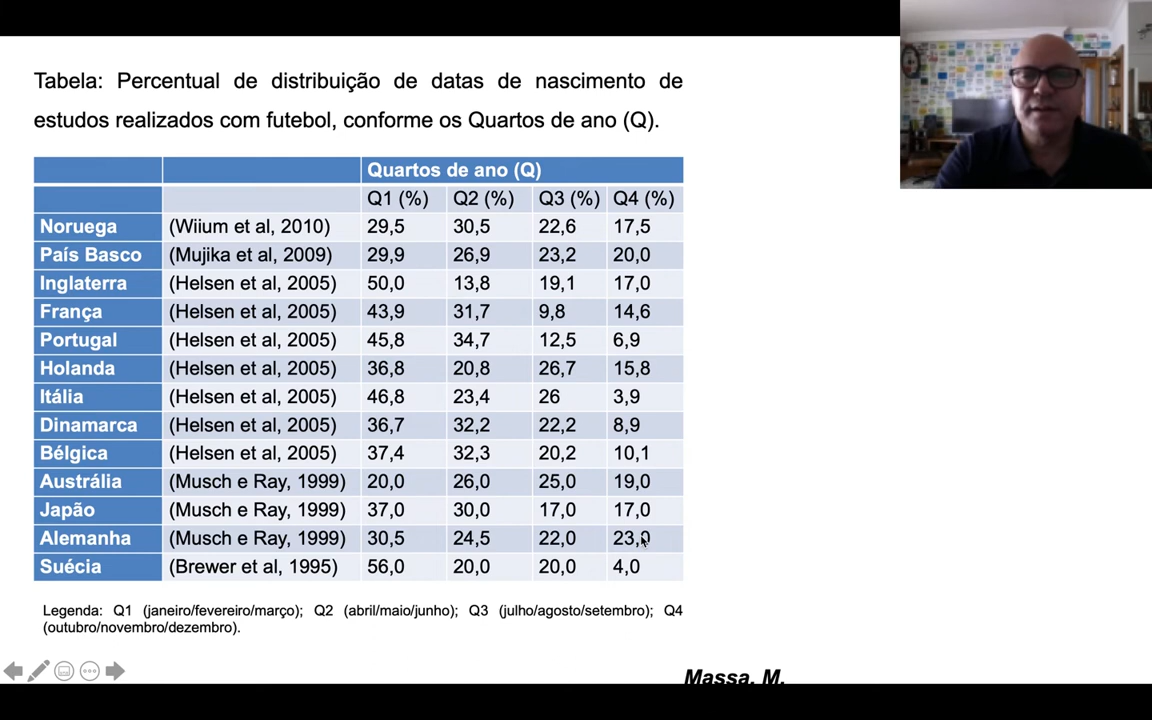 Tabela: Percentual de distribuição de datas de nascimento de
estudos realizados com futebol, conforme os Quartos de ano (Q).
Quartos de ano (Q)
Q1 (%) Q2 (%) Q3 (%) Q4 (%)
Noruega (Wiium et al, 2010) 29,5 30,5 22,6 17,5
País Basco (Mujika et al, 2009) 29,9 26,9 23,2 20,0
Inglaterra (Helsen et al, 2005) 50,0 13,8 19,1 17,0
França (Helsen et al, 2005) 43,9 31,7 9,8 14,6
Portugal (Helsen et al, 2005) 45,8 34,7 12,5 6,9
Holanda (Helsen et al, 2005) 36,8 20,8 26,7 15,8
Itália (Helsen et al, 2005) 46,8 23,4 26 3,9
Dinamarca (Helsen et al, 2005) 36,7 32,2 22,2 8,9
Bélgica (Helsen et al, 2005) 37,4 32,3 20,2 10,1
Austrália (Musch e Ray, 1999) 20,0 26,0 25,0 19,0
Japão (Musch e Ray, 1999) 37,0 30,0 17,0 17,0
Alemanha (Musch e Ray, 1999) 30,5 24,5 22,0 23,0
Suécia (Brewer et al, 1995) 56,0 20,0 20,0 4,0
Legenda: Q1 (janeiro/fevereiro/março); Q2 (abril/maio/junho); Q3 (julho/agosto/setembro); Q4
(outubro/novembro/dezembro).
Massa, M.